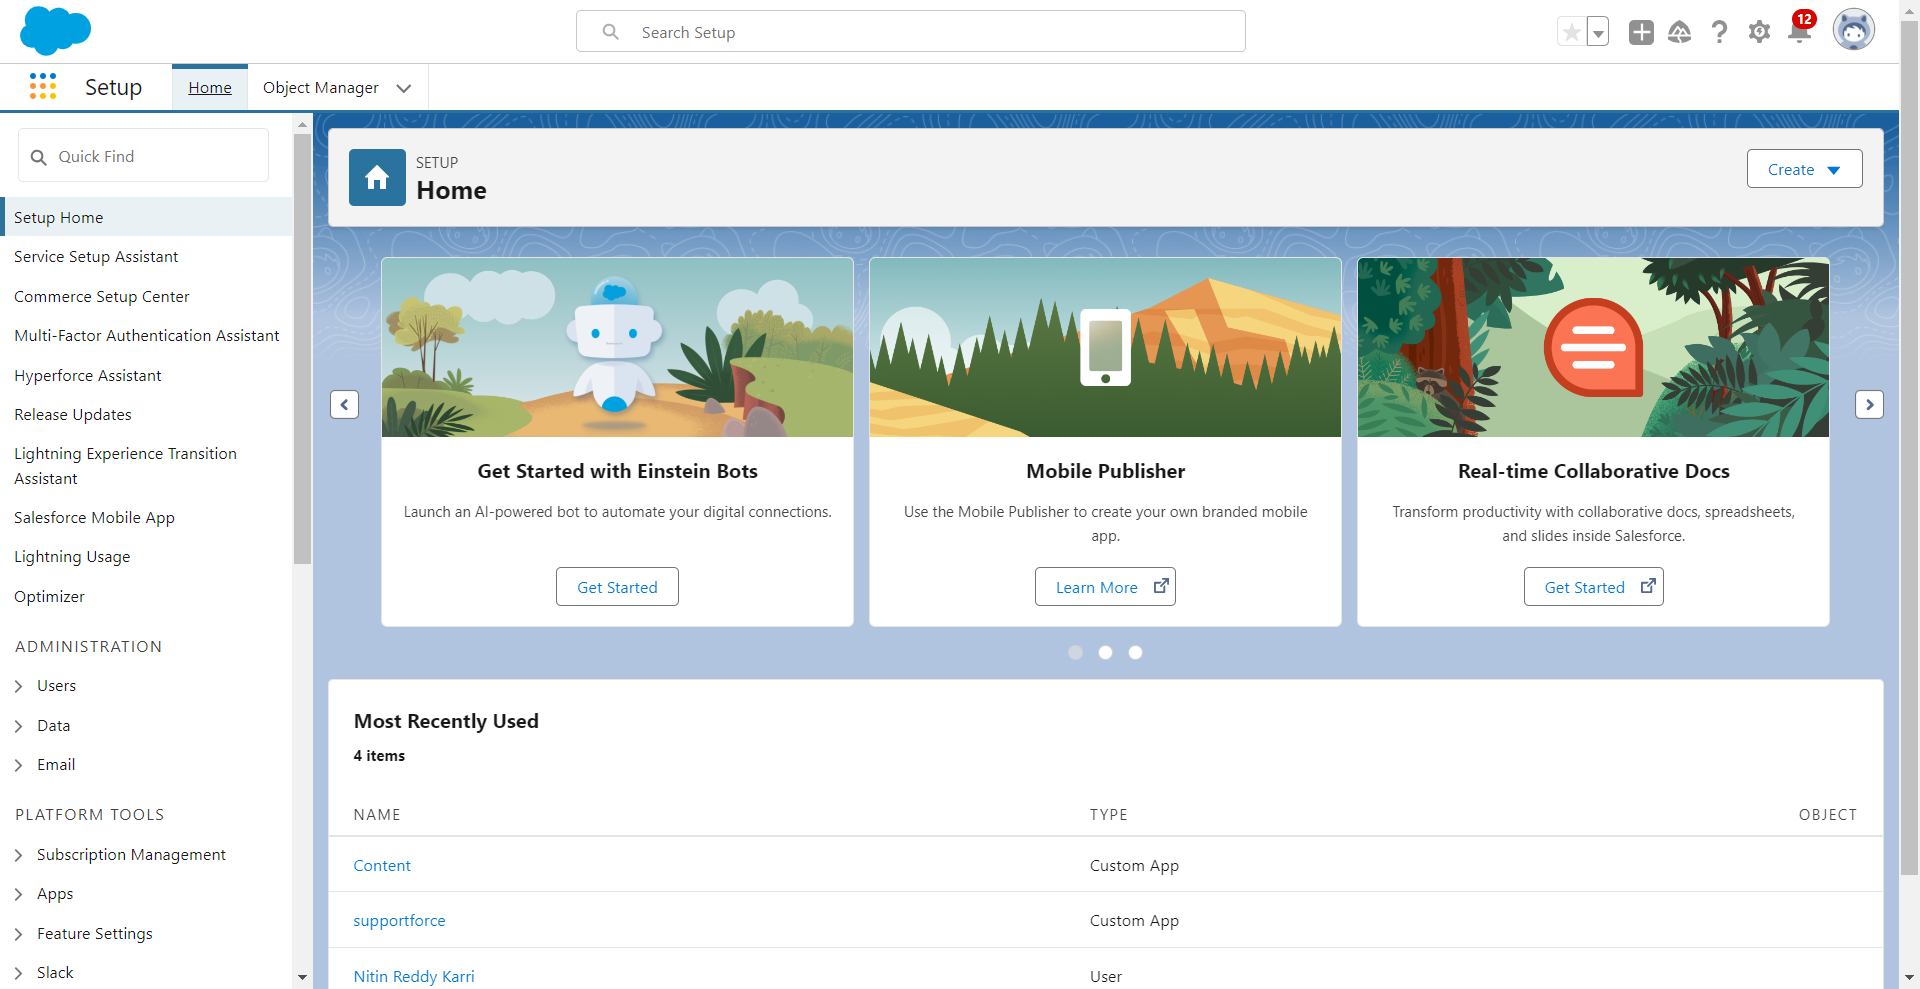 Search Setup
12
Setup
Home
Object Manager
Quick Find
Setup Home
Service Setup Assistant
Commerce Setup Center
Multi-Factor Authentication Assistant
Hyperforce Assistant
Release Updates
Lightning Experience Transition
Assistant
Salesforce Mobile App
Lightning Usage
Optimizer
ADMINISTRATION
Users
Data
Email
PLATFORM TOOLS
Subscription Management
Apps
Feature Settings
Slack
SETUP
Home
Create
Get Started with Einstein Bots
Launch an AI-powered bot to automate your digital connections.
Get Started
Mobile Publisher
Use the Mobile Publisher to create your own branded mobile
app.
Learn More
Real-time Collaborative Docs
Transform productivity with collaborative docs, spreadsheets,
and slides inside Salesforce.
Get Started
Most Recently Used
4 items
NAME TYPE OBJECT
Content Custom App
supportforce Custom App
Nitin Reddy Karri User